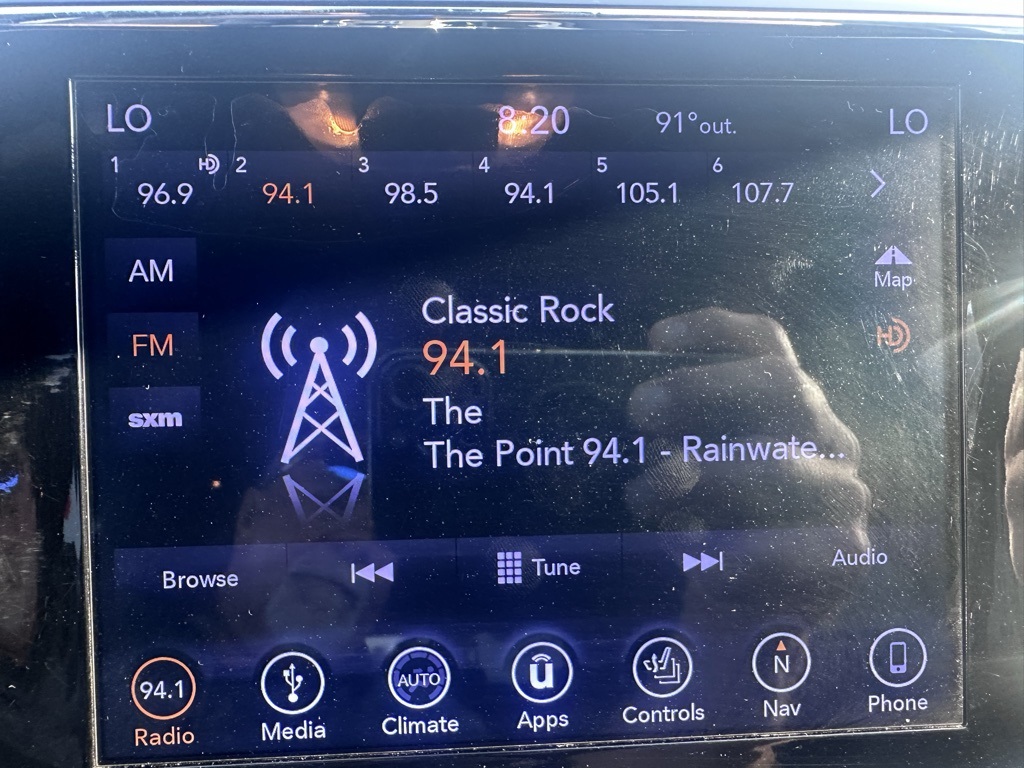 LO 8:20 91°out. LO
1 HD 2 3 4 5 6
96.9 94.1 98.5 94.1 105.1 107.7
AM
Map
Classic Rock
FM
94.1
HD
sxm
The
The Point 94.1 - Rainwate...
Browse Tune Audio
94.1 AUTO u N
Radio Media Climate Apps Controls Nav Phone